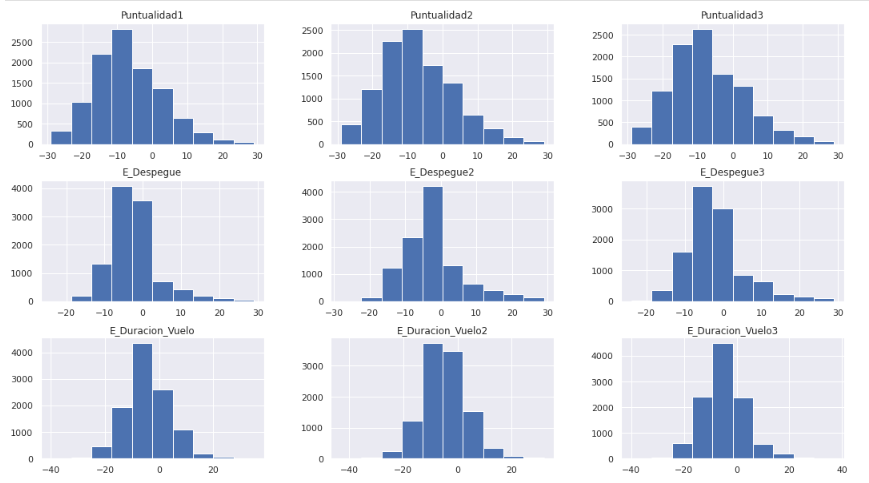 Puntualidad1 Puntualidad2 Puntualidad3
2500 2500 2500
2000 2000 2000
1500 1500 1500
1000 1000 1000
500 500 500
0 0 0
−30 −20 −10 0 10 20 30 −30 −20 −10 0 10 20 30 −30 −20 −10 0 10 20 30
E_Despegue E_Despegue2 E_Despegue3
4000 4000
3000 3000 3000
2000 2000 2000
1000 1000 1000
0 0 0
−20 −10 0 10 20 30 −30 −20 −10 0 10 20 30 −20 −10 0 10 20 30
E_Duracion_Vuelo E_Duracion_Vuelo2 E_Duracion_Vuelo3
4000 4000
3000 3000 3000
2000 2000 2000
1000 1000 1000
0 0 0
−40 −20 0 20 −40 −20 0 20 −40 −20 0 20 40